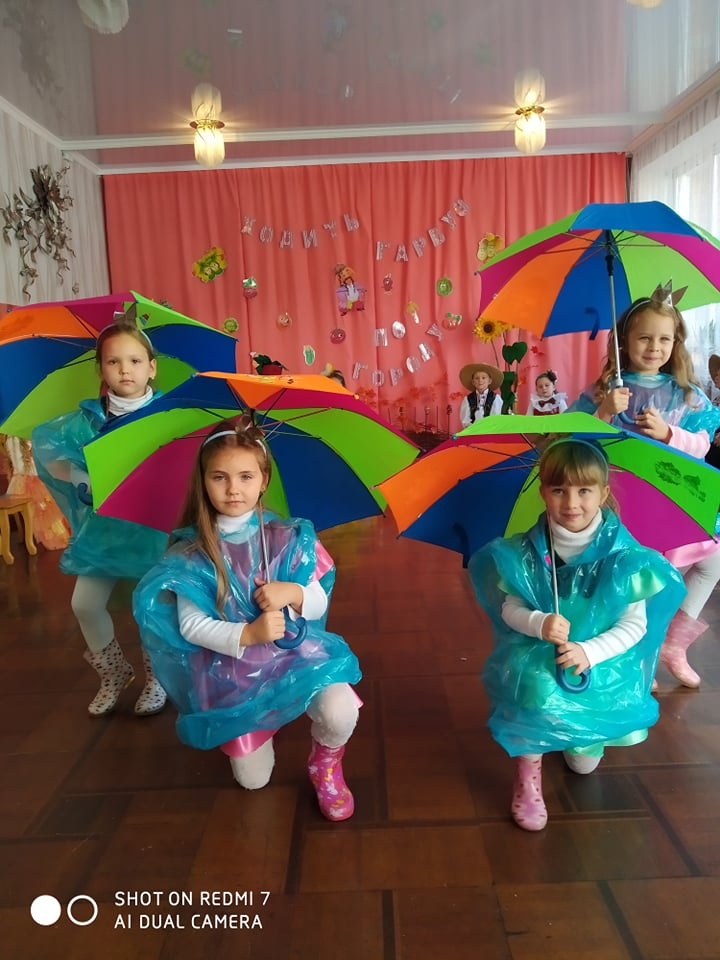 ХОДИТЬ ГАРБУЗ
ПО
ГОРОДУ
SHOT ON REDMI 7
AI DUAL CAMERA